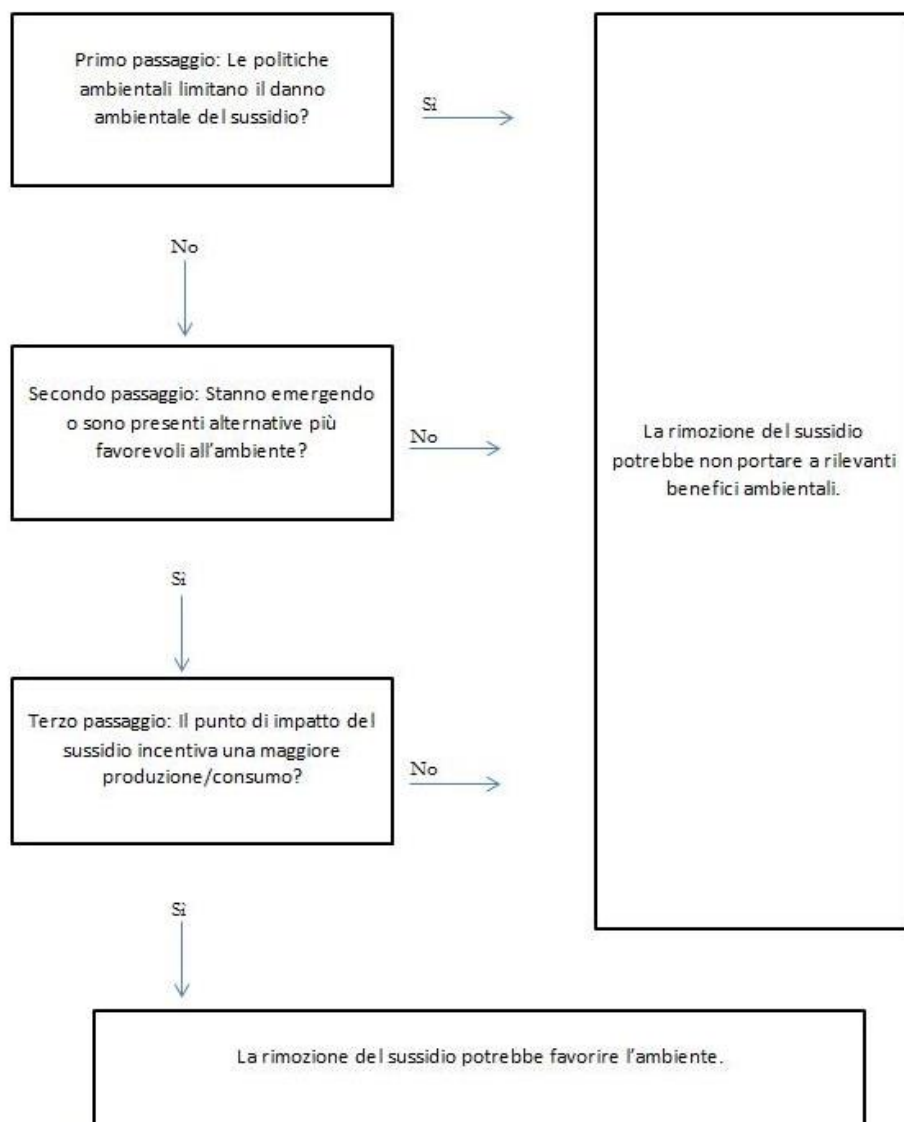 Primo passaggio: Le politiche
ambientali limitano il danno
ambientale del sussidio?
Sì
No
Secondo passaggio: Stanno emergendo
o sono presenti alternative più
favorevoli all'ambiente?
No
La rimozione del sussidio
potrebbe non portare a rilevanti
benefici ambientali.
Sì
Terzo passaggio: Il punto di impatto del
sussidio incentiva una maggiore
produzione/consumo?
No
Sì
La rimozione del sussidio potrebbe favorire l'ambiente.